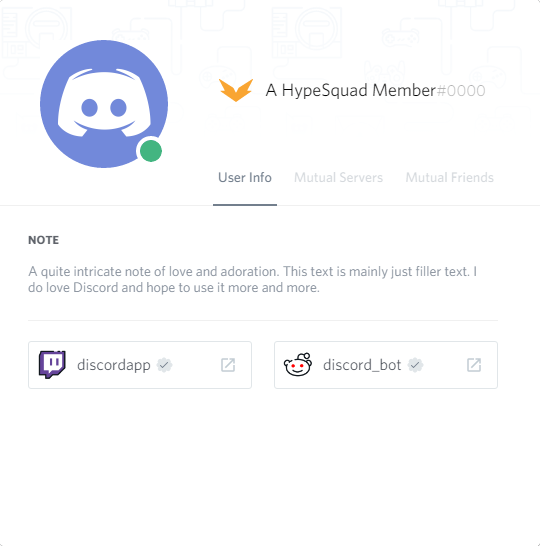 A HypeSquad Member#0000
User Info Mutual Servers Mutual Friends
NOTE
A quite intricate note of love and adoration. This text is mainly just filler text. I
do love Discord and hope to use it more and more.
discordapp discord_bot